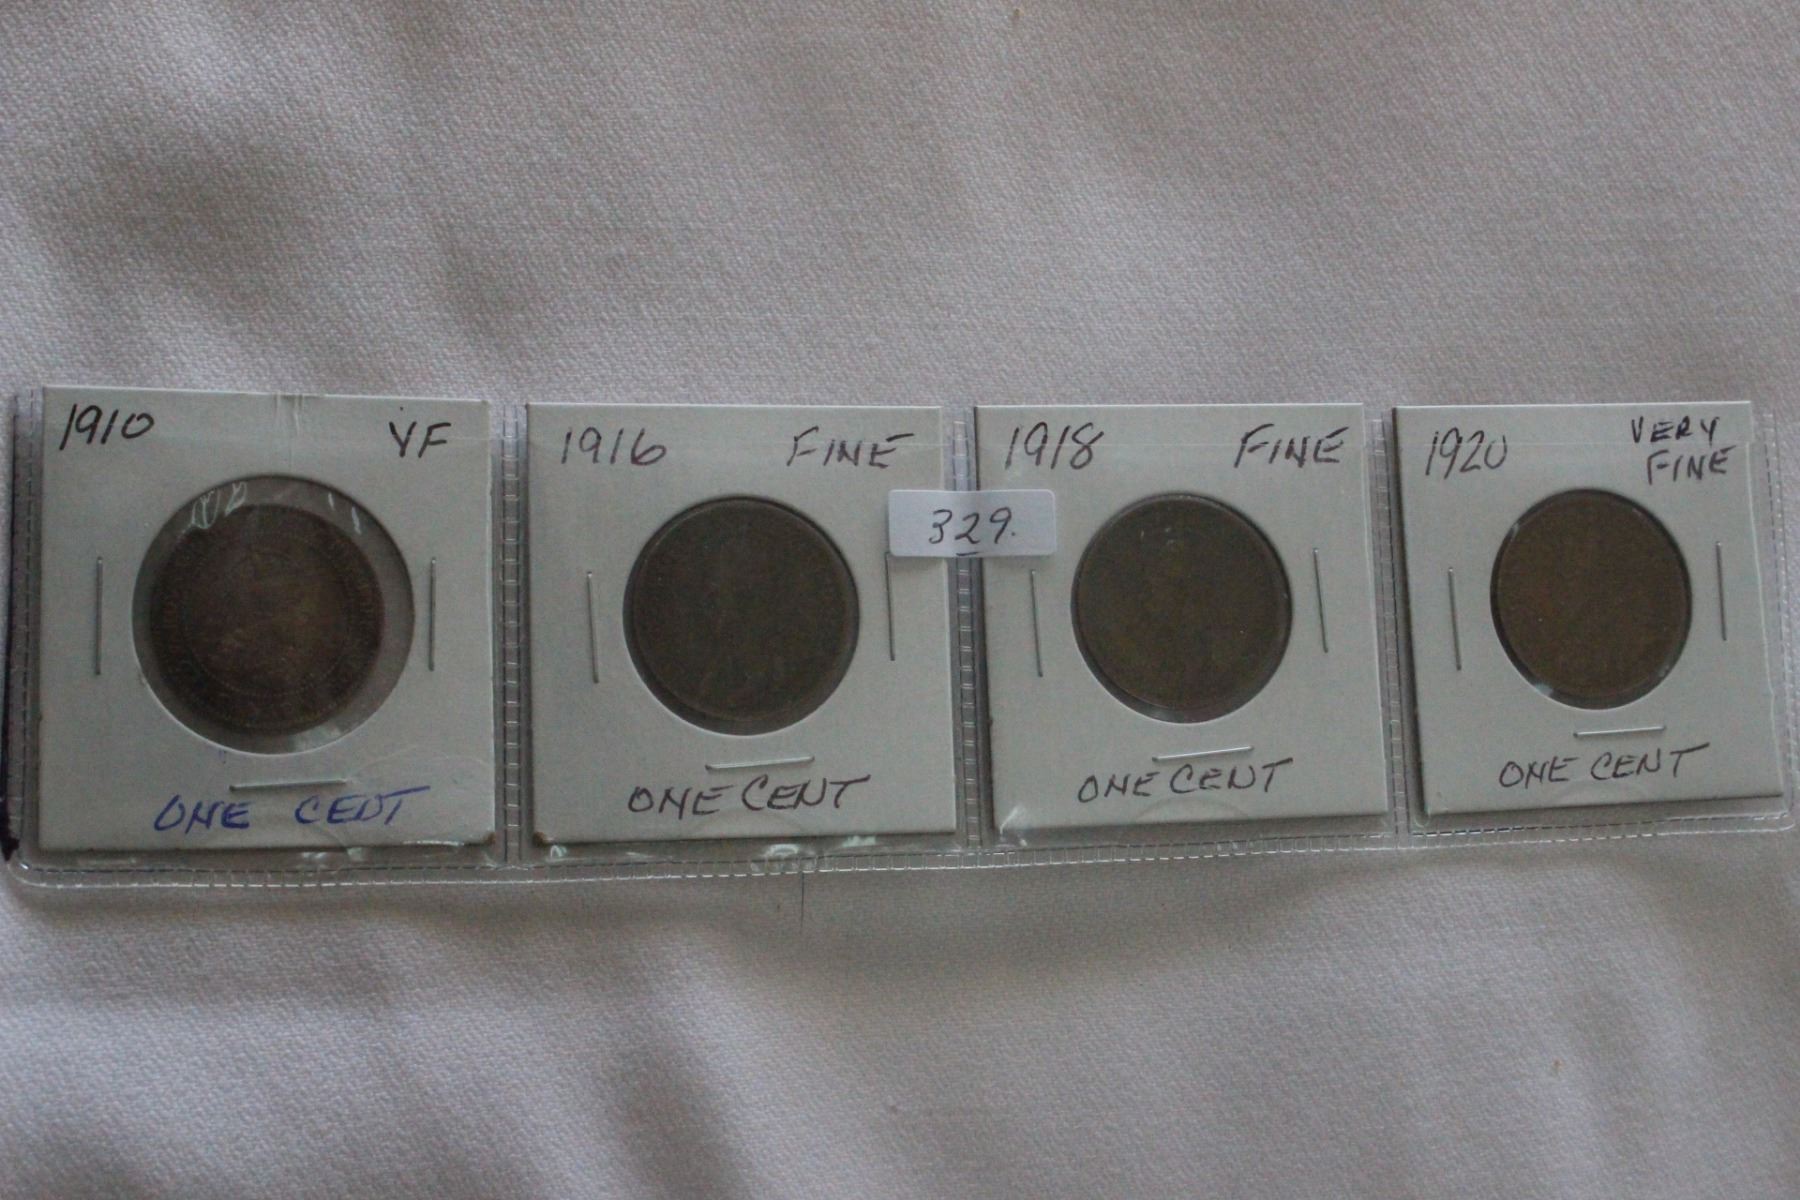 1910 VF
ONE CENT
1916 FINE
ONE CENT
329.
1918 FINE
ONE CENT
1920 VERY
FINE
ONE CENT